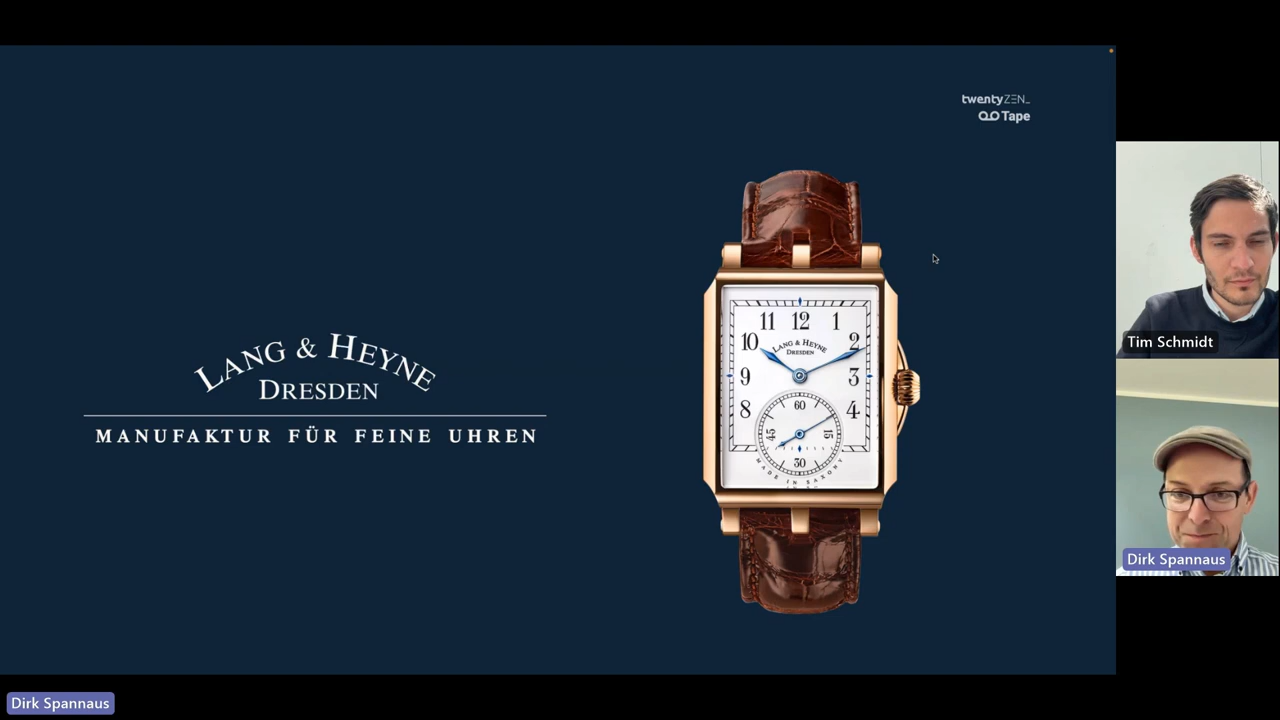 twentyZEN_
Tape
LANG & HEYNE
DRESDEN
MANUFAKTUR FÜR FEINE UHREN
11 12 1
10 2
LANG & HEYNE
DRESDEN
9 3
8 4
60
45 15
30
MADE IN SAXONY
Tim Schmidt
Dirk Spannaus
Dirk Spannaus